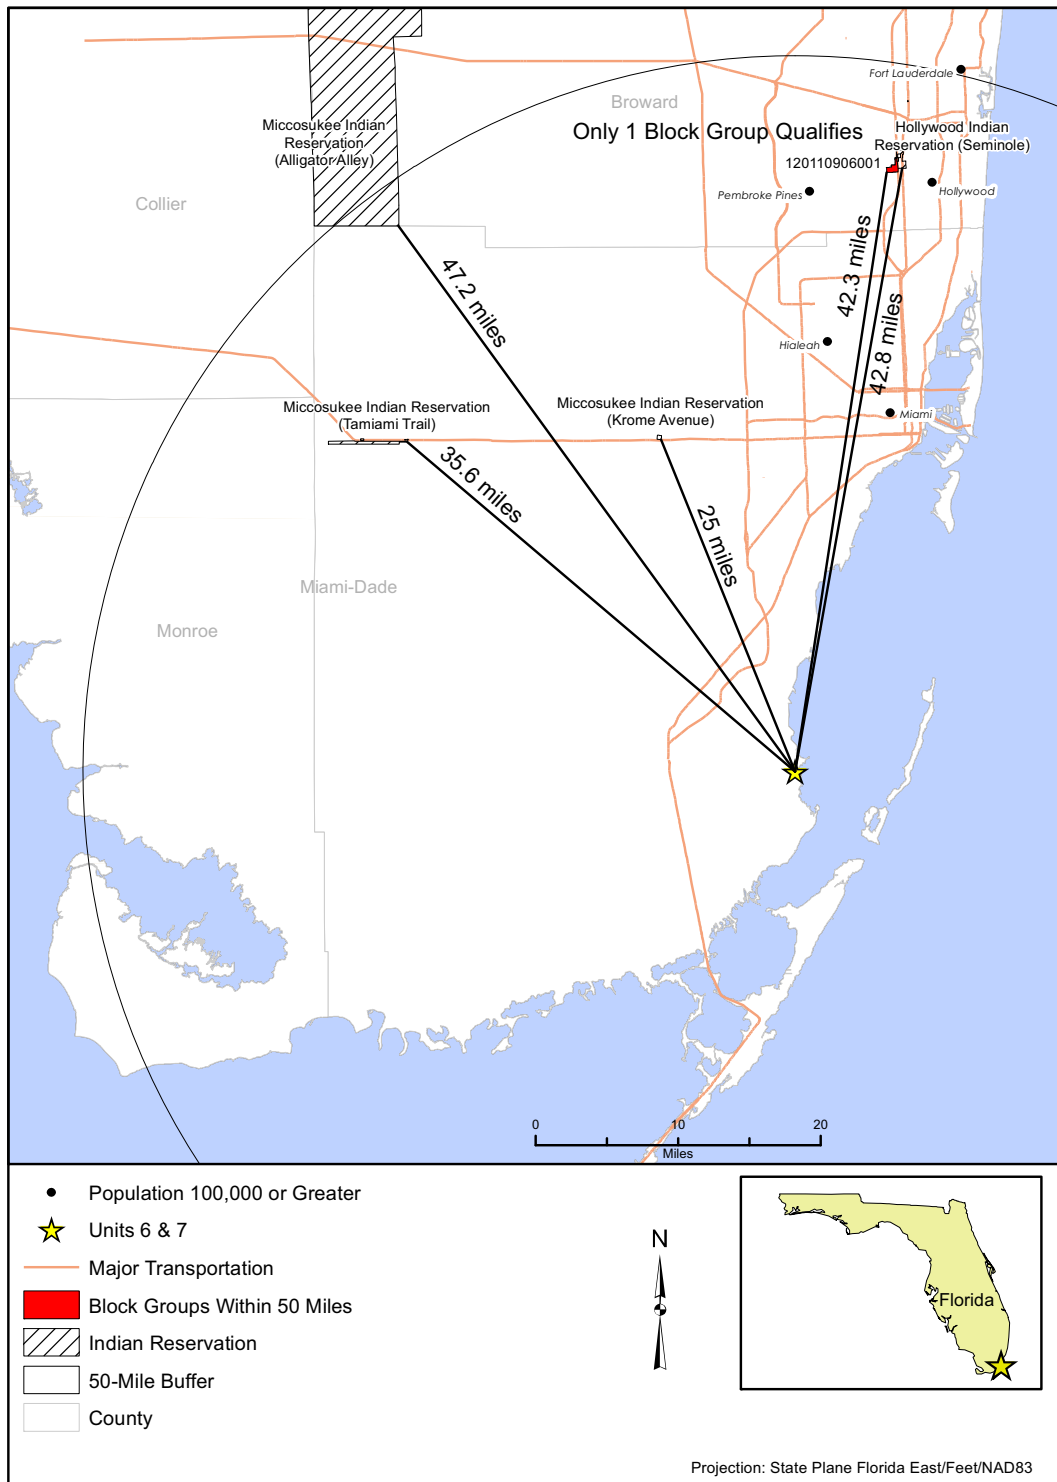 Fort Lauderdale
Broward
Miccosukee Indian
Reservation
(Alligator Alley)
Only 1 Block Group Qualifies
Hollywood Indian
Reservation (Seminole)
120110906001
Pembroke Pines
Hollywood
Collier
47.2 miles
42.3 miles
42.8 miles
Hialeah
Miccosukee Indian Reservation
(Tamiami Trail)
Miccosukee Indian Reservation
(Krome Avenue)
Miami
35.6 miles
25 miles
Miami-Dade
Monroe
0 10 20
Miles
Population 100,000 or Greater
Units 6 & 7
Major Transportation
Block Groups Within 50 Miles
Indian Reservation
50-Mile Buffer
County
N
Florida
Projection: State Plane Florida East/Feet/NAD83